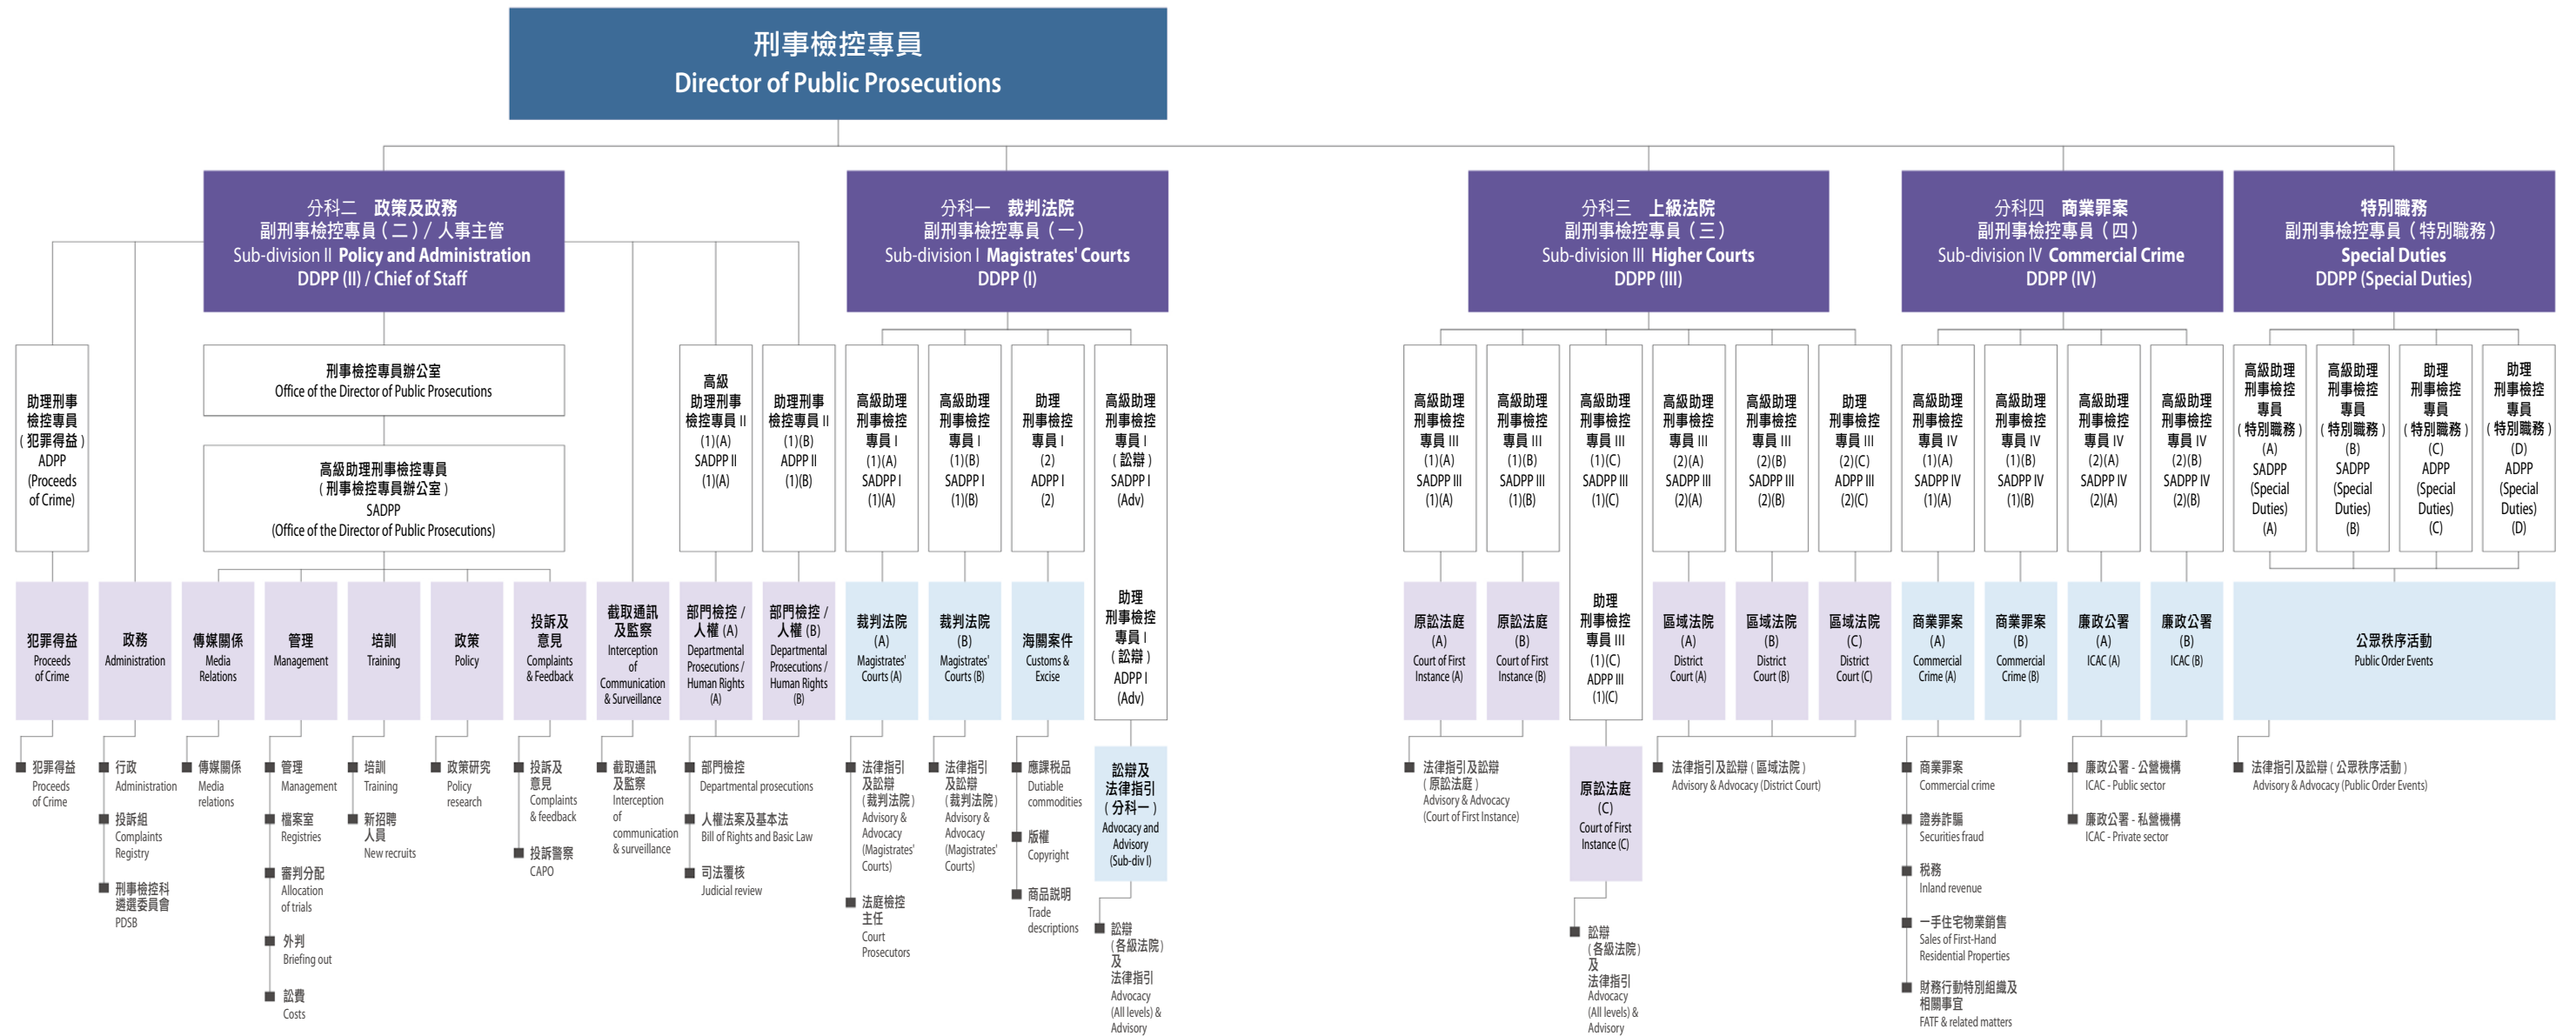 刑事檢控專員
Director of Public Prosecutions
分科二 政策及政務
副刑事檢控專員（二）/ 人事主管
Sub-division II Policy and Administration
DDPP (II) / Chief of Staff
分科一 裁判法院
副刑事檢控專員（一）
Sub-division I Magistrates' Courts
DDPP (I)
分科三 上級法院
副刑事檢控專員（三）
Sub-division III Higher Courts
DDPP (III)
分科四 商業罪案
副刑事檢控專員（四）
Sub-division IV Commercial Crime
DDPP (IV)
特別職務
副刑事檢控專員（特別職務）
Special Duties
DDPP (Special Duties)
助理刑事
檢控專員
（犯罪得益）
ADPP
(Proceeds
of Crime)
刑事檢控專員辦公室
Office of the Director of Public Prosecutions
高級助理刑事檢控專員
（刑事檢控專員辦公室）
SADPP
(Office of the Director of Public Prosecutions)
高級
助理刑事
檢控專員 II
(1)(A)
SADPP II
(1)(A)
助理刑事
檢控專員 II
(1)(B)
ADPP II
(1)(B)
高級助理
刑事檢控
專員 I
(1)(A)
SADPP I
(1)(A)
高級助理
刑事檢控
專員 I
(1)(B)
SADPP I
(1)(B)
助理
刑事檢控
專員 I
(2)
ADPP I
(2)
高級助理
刑事檢控
專員 I
（訟辯）
SADPP I
(Adv)
助理
刑事檢控
專員 I
（訟辯）
ADPP I
(Adv)
高級助理
刑事檢控
專員 III
(1)(A)
SADPP III
(1)(A)
高級助理
刑事檢控
專員 III
(1)(B)
SADPP III
(1)(B)
高級助理
刑事檢控
專員 III
(1)(C)
SADPP III
(1)(C)
助理
刑事檢控
專員 III
(1)(C)
ADPP III
(1)(C)
高級助理
刑事檢控
專員 III
(2)(A)
SADPP III
(2)(A)
高級助理
刑事檢控
專員 III
(2)(B)
SADPP III
(2)(B)
助理
刑事檢控
專員 III
(2)(C)
ADPP III
(2)(C)
高級助理
刑事檢控
專員 IV
(1)(A)
SADPP IV
(1)(A)
高級助理
刑事檢控
專員 IV
(1)(B)
SADPP IV
(1)(B)
高級助理
刑事檢控
專員 IV
(2)(A)
SADPP IV
(2)(A)
高級助理
刑事檢控
專員 IV
(2)(B)
SADPP IV
(2)(B)
高級助理
刑事檢控
專員
（特別職務）
(A)
SADPP
(Special
Duties)
(A)
高級助理
刑事檢控
專員
（特別職務）
(B)
SADPP
(Special
Duties)
(B)
助理
刑事檢控
專員
（特別職務）
(C)
ADPP
(Special
Duties)
(C)
助理
刑事檢控
專員
（特別職務）
(D)
ADPP
(Special
Duties)
(D)
犯罪得益
Proceeds
of Crime
政務
Administration
傳媒關係
Media
Relations
管理
Management
培訓
Training
政策
Policy
投訴及
意見
Complaints
& Feedback
截取通訊
及監察
Interception
of
Communication
& Surveillance
部門檢控 /
人權 (A)
Departmental
Prosecutions /
Human Rights
(A)
部門檢控 /
人權 (B)
Departmental
Prosecutions /
Human Rights
(B)
裁判法院
(A)
Magistrates'
Courts (A)
裁判法院
(B)
Magistrates'
Courts (B)
海關案件
Customs &
Excise
原訟法庭
(A)
Court of First
Instance (A)
原訟法庭
(B)
Court of First
Instance (B)
區域法院
(A)
District
Court (A)
區域法院
(B)
District
Court (B)
區域法院
(C)
District
Court (C)
商業罪案
(A)
Commercial
Crime (A)
商業罪案
(B)
Commercial
Crime (B)
廉政公署
(A)
ICAC (A)
廉政公署
(B)
ICAC (B)
公眾秩序活動
Public Order Events
犯罪得益
Proceeds
of Crime
行政
Administration
投訴組
Complaints
Registry
刑事檢控科
遴選委員會
PDSB
傳媒關係
Media
relations
管理
Management
檔案室
Registries
審判分配
Allocation
of trials
外判
Briefing out
訟費
Costs
培訓
Training
新招聘
人員
New recruits
政策研究
Policy
research
投訴及
意見
Complaints
& feedback
投訴警察
CAPO
截取通訊
及監察
Interception
of
communication
& surveillance
部門檢控
Departmental prosecutions
人權法案及基本法
Bill of Rights and Basic Law
司法覆核
Judicial review
法律指引
及訟辯
（裁判法院）
Advisory &
Advocacy
(Magistrates'
Courts)
法庭檢控
主任
Court
Prosecutors
法律指引
及訟辯
（裁判法院）
Advisory &
Advocacy
(Magistrates'
Courts)
應課税品
Dutiable
commodities
版權
Copyright
商品説明
Trade
descriptions
訟辯及
法律指引
（分科一）
Advocacy and
Advisory
(Sub-div I)
訟辯
（各級法院）
及
法律指引
Advocacy
(All levels) &
Advisory
法律指引及訟辯
（原訟法庭）
Advisory & Advocacy
(Court of First Instance)
原訟法庭
(C)
Court of First
Instance (C)
訟辯
（各級法院）
及
法律指引
Advocacy
(All levels) &
Advisory
法律指引及訟辯（區域法院）
Advisory & Advocacy (District Court)
商業罪案
Commercial crime
證券詐騙
Securities fraud
税務
Inland revenue
一手住宅物業銷售
Sales of First-Hand
Residential Properties
財務行動特別組織及
相關事宜
FATF & related matters
廉政公署 - 公營機構
ICAC - Public sector
廉政公署 - 私營機構
ICAC - Private sector
法律指引及訟辯（公眾秩序活動）
Advisory & Advocacy (Public Order Events)